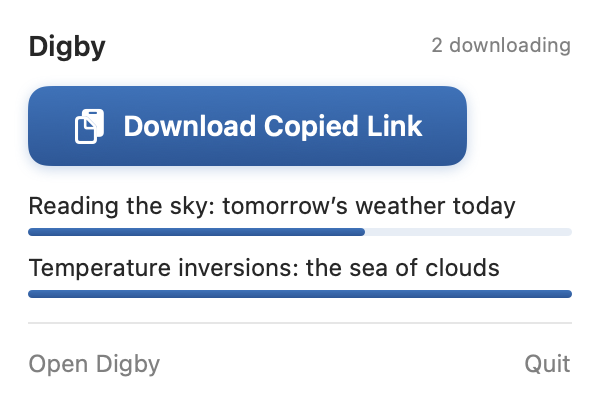 Digby
2 downloading
Download Copied Link
Reading the sky: tomorrow’s weather today
Temperature inversions: the sea of clouds
Open Digby
Quit